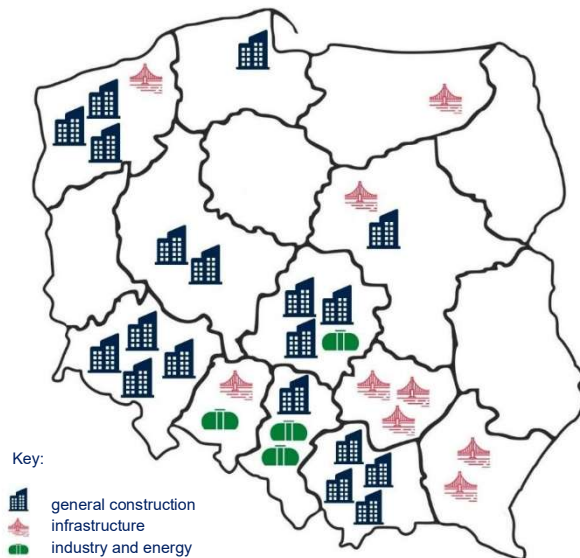 Key:
general construction
infrastructure
industry and energy